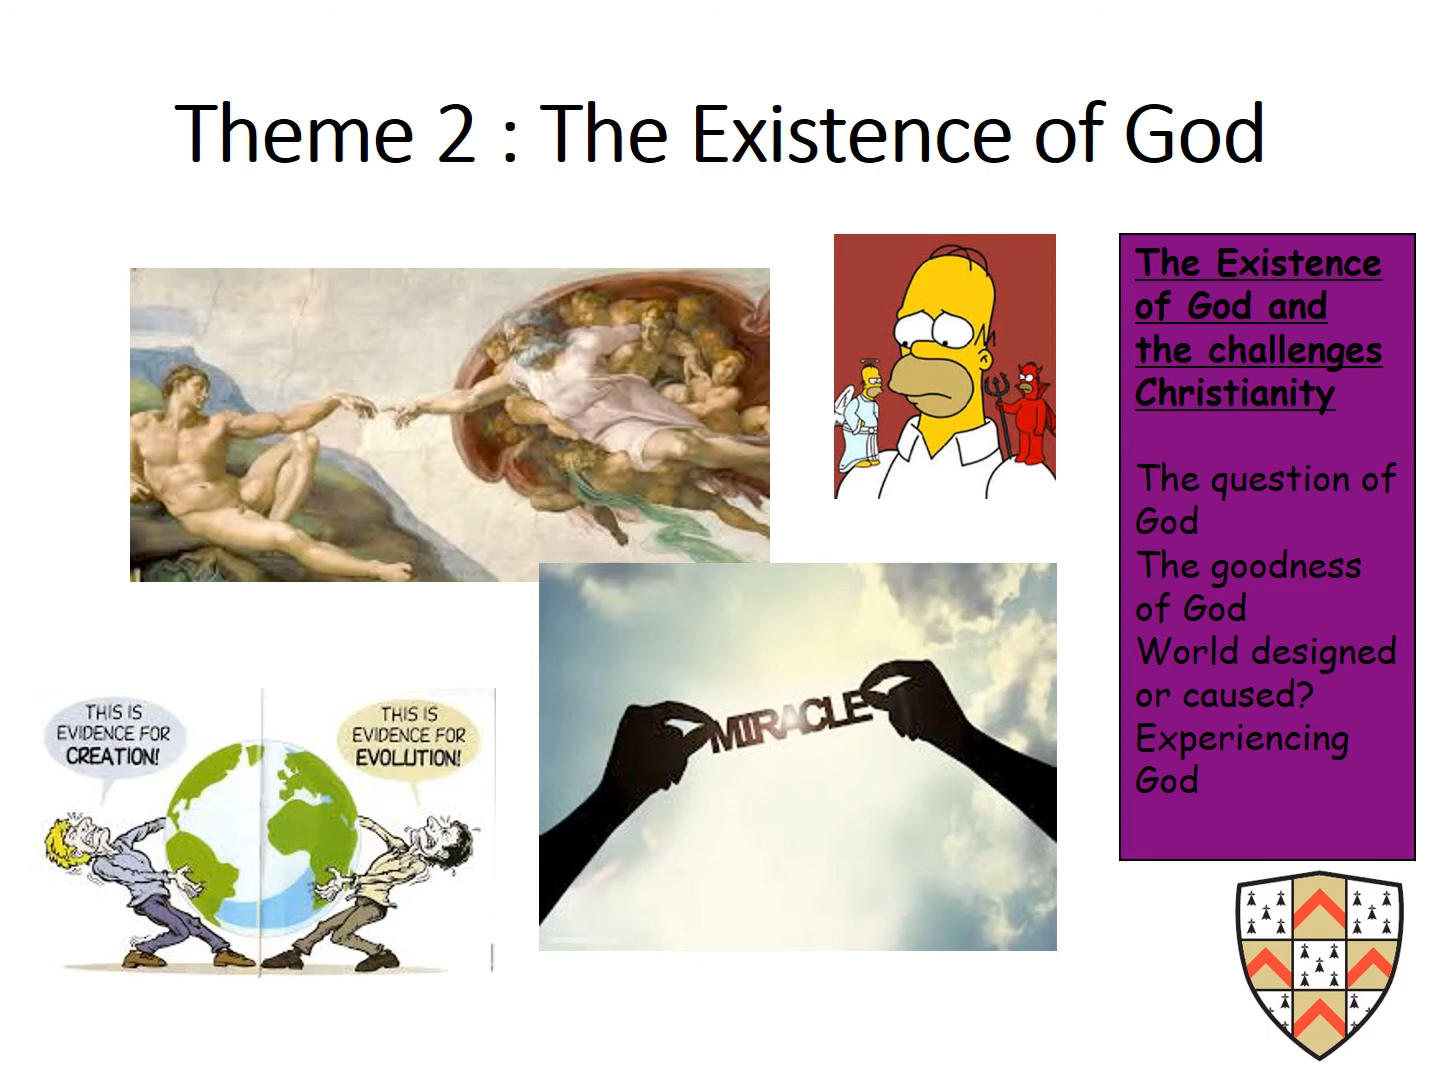 Theme 2 : The Existence of God
The Existence
of God and
the challenges
Christianity
The question of
God
The goodness
of God
World designed
or caused?
Experiencing
God
THIS IS
EVIDENCE FOR
CREATION!
THIS IS
EVIDENCE FOR
EVOLUTION!
MIRACLE